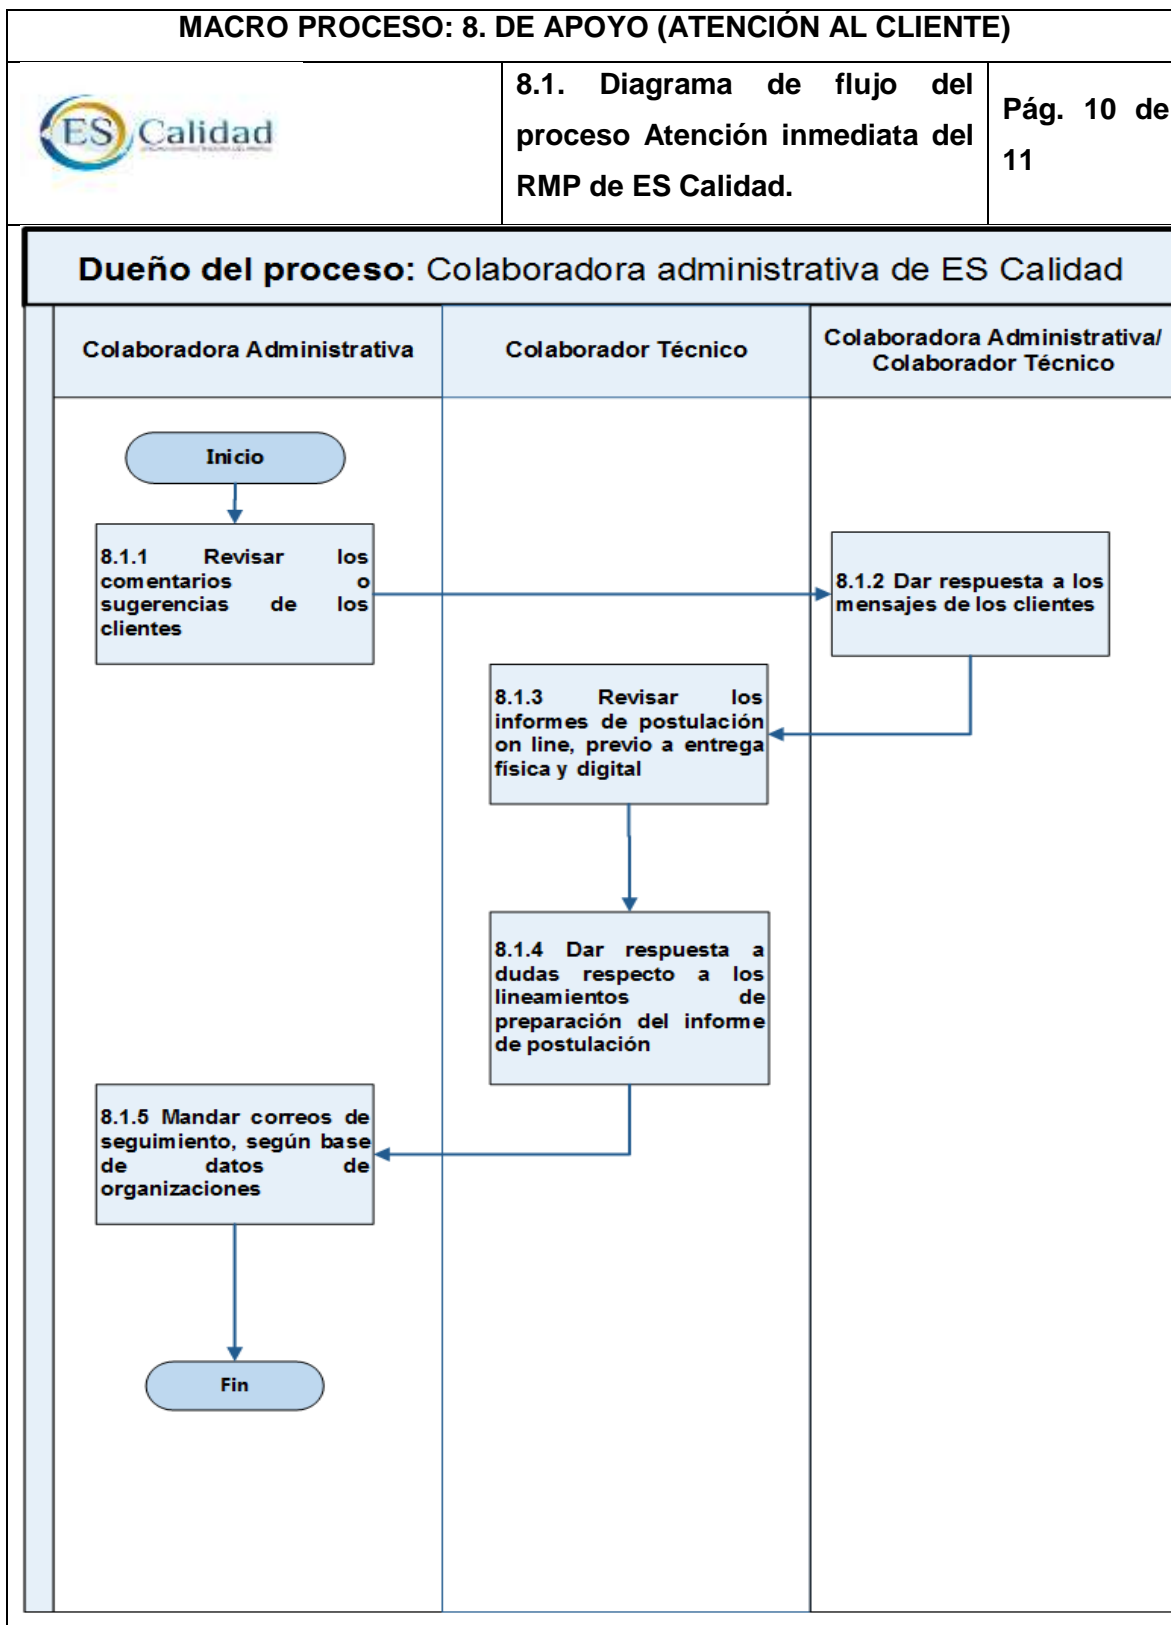 MACRO PROCESO: 8. DE APOYO (ATENCIÓN AL CLIENTE)
ES Calidad
8.1. Diagrama de flujo del
proceso Atención inmediata del
RMP de ES Calidad.
Pág. 10 de
11
Dueño del proceso: Colaboradora administrativa de ES Calidad
Colaboradora Administrativa
Colaborador Técnico
Colaboradora Administrativa/
Colaborador Técnico
Inicio
8.1.1 Revisar los
comentarios o
sugerencias de los
clientes
8.1.2 Dar respuesta a los
mensajes de los clientes
8.1.3 Revisar los
informes de postulación
on line, previo a entrega
física y digital
8.1.4 Dar respuesta a
dudas respecto a los
lineamientos de
preparación del informe
de postulación
8.1.5 Mandar correos de
seguimiento, según base
de datos de
organizaciones
Fin